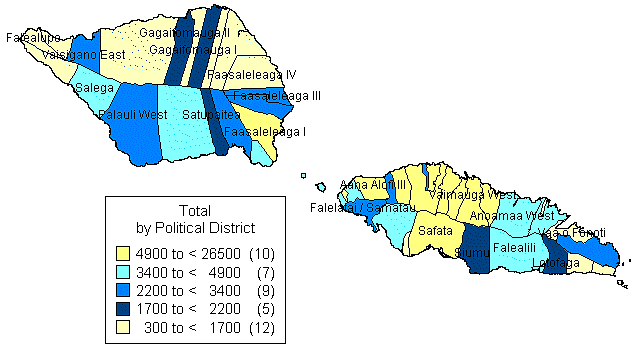 Gagaifomauga II
Falealupo
Gagaifomauga I
Vaisigano East
Faasaleleaga IV
Salega
Faasaleleaga III
Palauli West
Satupaitea
Faasaleleaga I
Aana Alofi III
Vaimauga West
Falelatai / Samatau
Anoamaa West
Safata
Vaa o Fonoti
Siumu
Falealili
Lotofaga
Total
by Political District
4900 to < 26500 (10)
3400 to < 4900 (7)
2200 to < 3400 (9)
1700 to < 2200 (5)
300 to < 1700 (12)